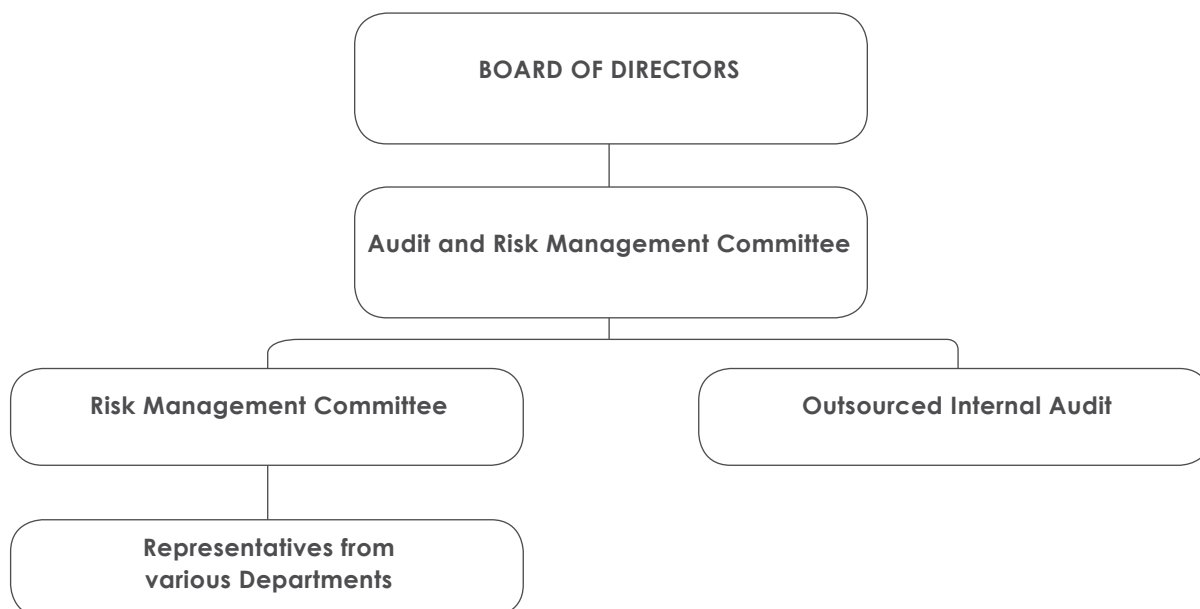 BOARD OF DIRECTORS
Audit and Risk Management Committee
Risk Management Committee
Outsourced Internal Audit
Representatives from
various Departments